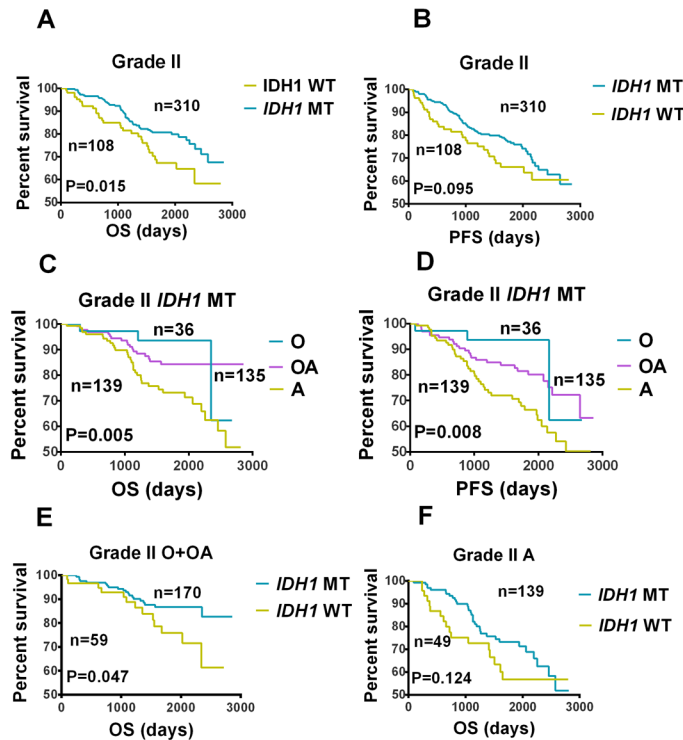 A
Grade II
Percent survival
100
90
80
70
60
50
0
1000
2000
3000
OS (days)
n=310
n=108
P=0.015
IDH1 WT
IDH1 MT
B
Grade II
Percent survival
100
90
80
70
60
50
0
1000
2000
3000
PFS (days)
n=310
n=108
P=0.095
IDH1 MT
IDH1 WT
C
Grade II IDH1 MT
Percent survival
100
90
80
70
60
50
0
1000
2000
3000
OS (days)
n=36
n=135
n=139
P=0.005
O
OA
A
D
Grade II IDH1 MT
Percent survival
100
90
80
70
60
50
0
1000
2000
3000
PFS (days)
n=36
n=135
n=139
P=0.008
O
OA
A
E
Grade II O+OA
Percent survival
100
90
80
70
60
50
0
1000
2000
3000
OS (days)
n=170
n=59
P=0.047
IDH1 MT
IDH1 WT
F
Grade II A
Percent survival
100
90
80
70
60
50
0
1000
2000
3000
OS (days)
n=139
n=49
P=0.124
IDH1 MT
IDH1 WT